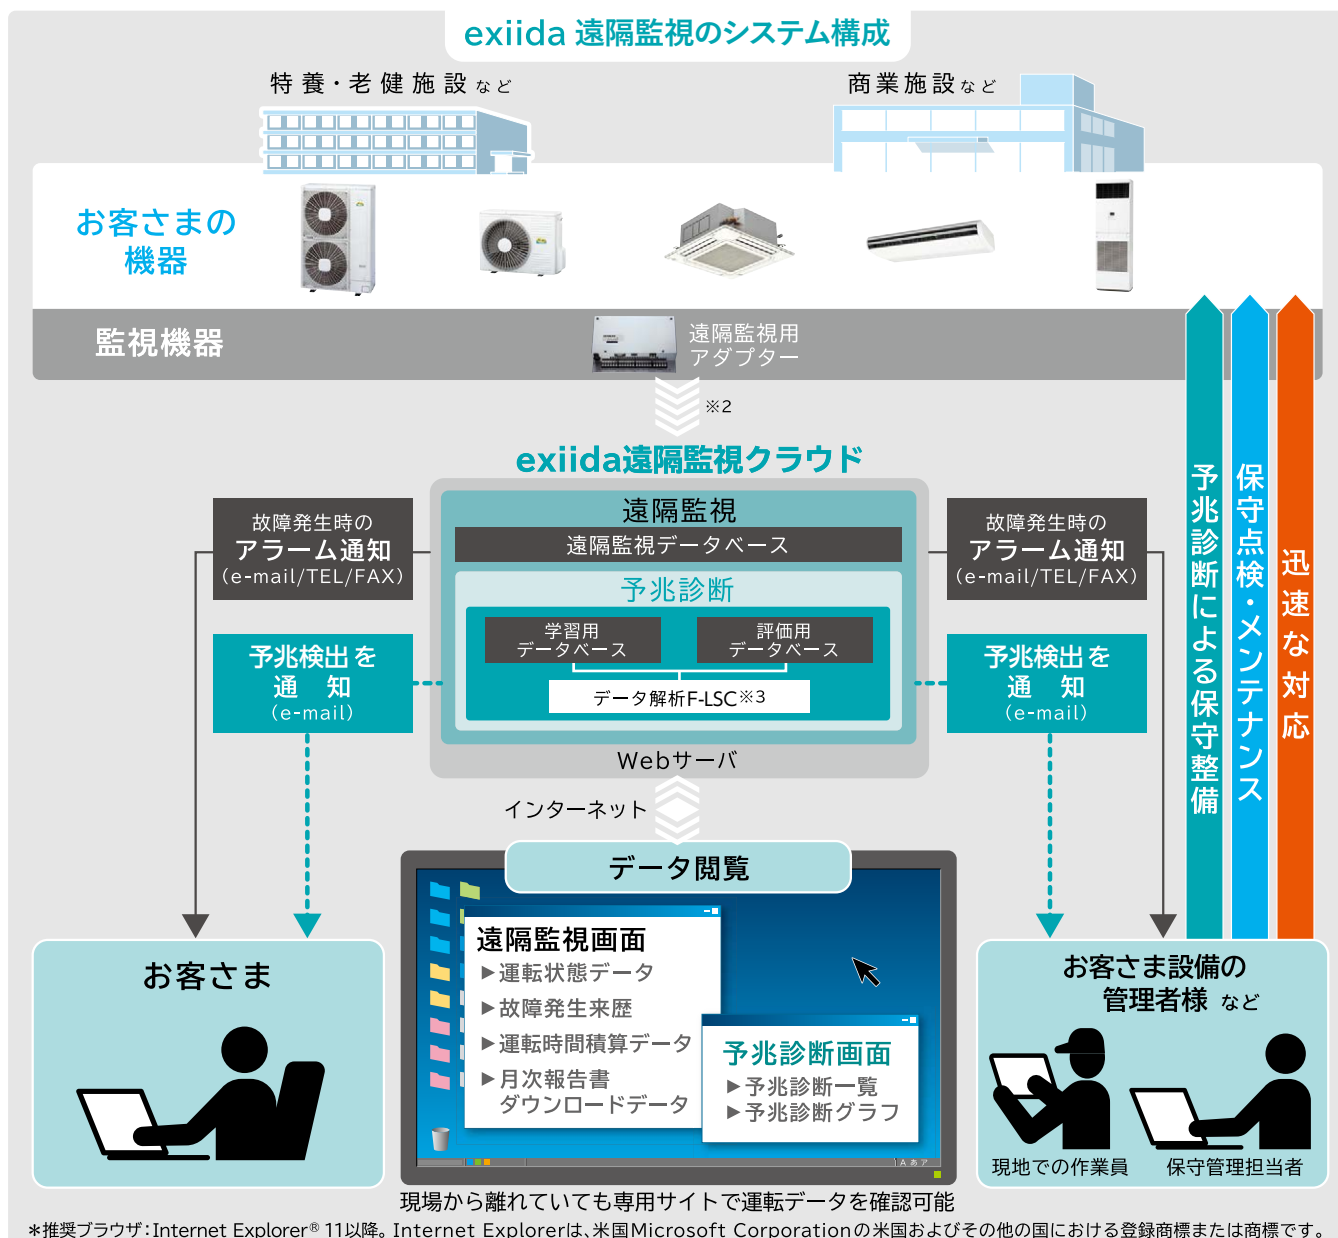 exiida 遠隔監視のシステム構成
特養・老健施設 など
商業施設 など
お客さまの
機器
監視機器
遠隔監視用
アダプター
※2
exiida遠隔監視クラウド
遠隔監視
遠隔監視データベース
予兆診断
学習用
データベース
評価用
データベース
データ解析F-LSC※3
Webサーバ
故障発生時の
アラーム通知
(e-mail/TEL/FAX)
予兆検出を
通 知
(e-mail)
故障発生時の
アラーム通知
(e-mail/TEL/FAX)
予兆検出を
通 知
(e-mail)
予兆診断による保守整備
保守点検・メンテナンス
迅速な対応
インターネット
データ閲覧
遠隔監視画面
▶運転状態データ
▶故障発生来歴
▶運転時間積算データ
▶月次報告書
ダウンロードデータ
予兆診断画面
▶予兆診断一覧
▶予兆診断グラフ
A あ ア
お客さま
お客さま設備の
管理者様 など
現地での作業員
保守管理担当者
現場から離れていても専用サイトで運転データを確認可能
＊推奨ブラウザ：Internet Explorer® 11以降。Internet Explorerは、米国Microsoft Corporationの米国およびその他の国における登録商標または商標です。